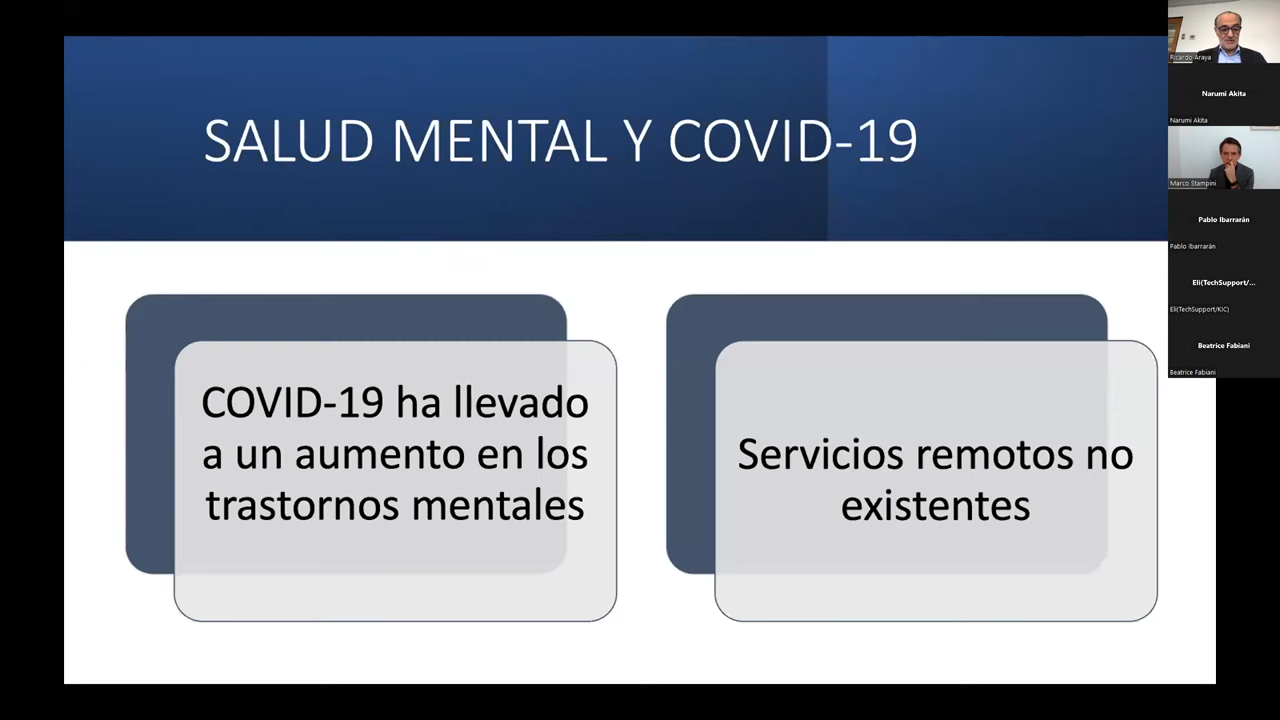 SALUD MENTAL Y COVID-19
COVID-19 ha llevado
a un aumento en los
trastornos mentales
Servicios remotos no
existentes
Ricardo Araya
Narumi Akita
Narumi Akita
Marco Stampini
Pablo Ibarrarán
Pablo Ibarrarán
Eli(TechSupport/...
Eli(TechSupport/KIC)
Beatrice Fabiani
Beatrice Fabiani